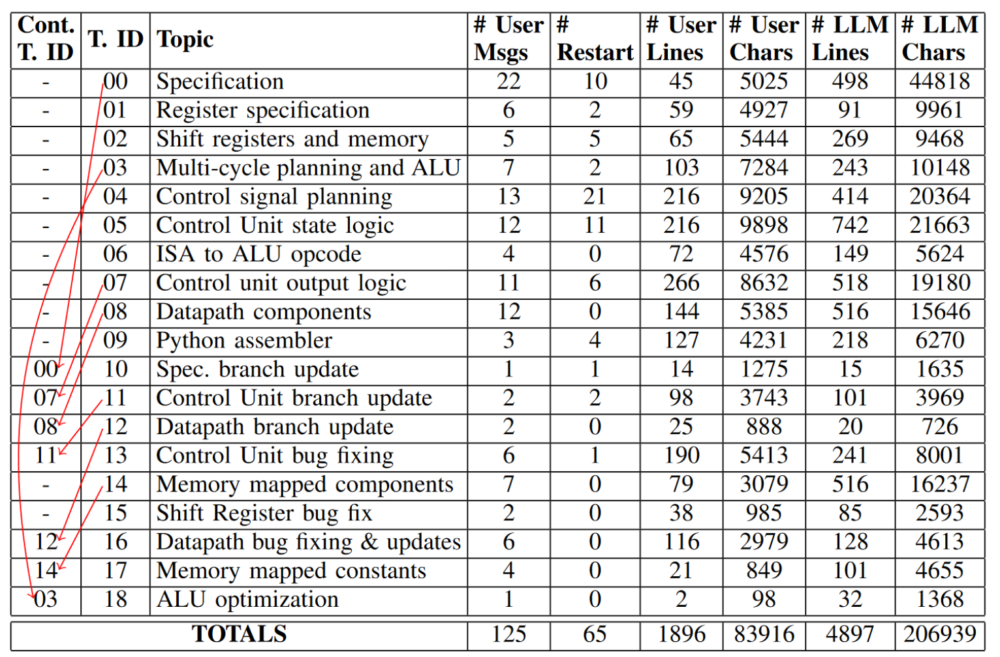 Cont. T. ID | T. ID | Topic | # User Msgs | # Restart | # User Lines | # User Chars | # LLM Lines | # LLM Chars
- | 00 | Specification | 22 | 10 | 45 | 5025 | 498 | 44818
- | 01 | Register specification | 6 | 2 | 59 | 4927 | 91 | 9961
- | 02 | Shift registers and memory | 5 | 5 | 65 | 5444 | 269 | 9468
- | 03 | Multi-cycle planning and ALU | 7 | 2 | 103 | 7284 | 243 | 10148
- | 04 | Control signal planning | 13 | 21 | 216 | 9205 | 414 | 20364
- | 05 | Control Unit state logic | 12 | 11 | 216 | 9898 | 742 | 21663
- | 06 | ISA to ALU opcode | 4 | 0 | 72 | 4576 | 149 | 5624
- | 07 | Control unit output logic | 11 | 6 | 266 | 8632 | 518 | 19180
- | 08 | Datapath components | 12 | 0 | 144 | 5385 | 516 | 15646
- | 09 | Python assembler | 3 | 4 | 127 | 4231 | 218 | 6270
00 | 10 | Spec. branch update | 1 | 1 | 14 | 1275 | 15 | 1635
07 | 11 | Control Unit branch update | 2 | 2 | 98 | 3743 | 101 | 3969
08 | 12 | Datapath branch update | 2 | 0 | 25 | 888 | 20 | 726
11 | 13 | Control Unit bug fixing | 6 | 1 | 190 | 5413 | 241 | 8001
- | 14 | Memory mapped components | 7 | 0 | 79 | 3079 | 516 | 16237
- | 15 | Shift Register bug fix | 2 | 0 | 38 | 985 | 85 | 2593
12 | 16 | Datapath bug fixing & updates | 6 | 0 | 116 | 2979 | 128 | 4613
14 | 17 | Memory mapped constants | 4 | 0 | 21 | 849 | 101 | 4655
03 | 18 | ALU optimization | 1 | 0 | 2 | 98 | 32 | 1368
TOTALS | 125 | 65 | 1896 | 83916 | 4897 | 206939